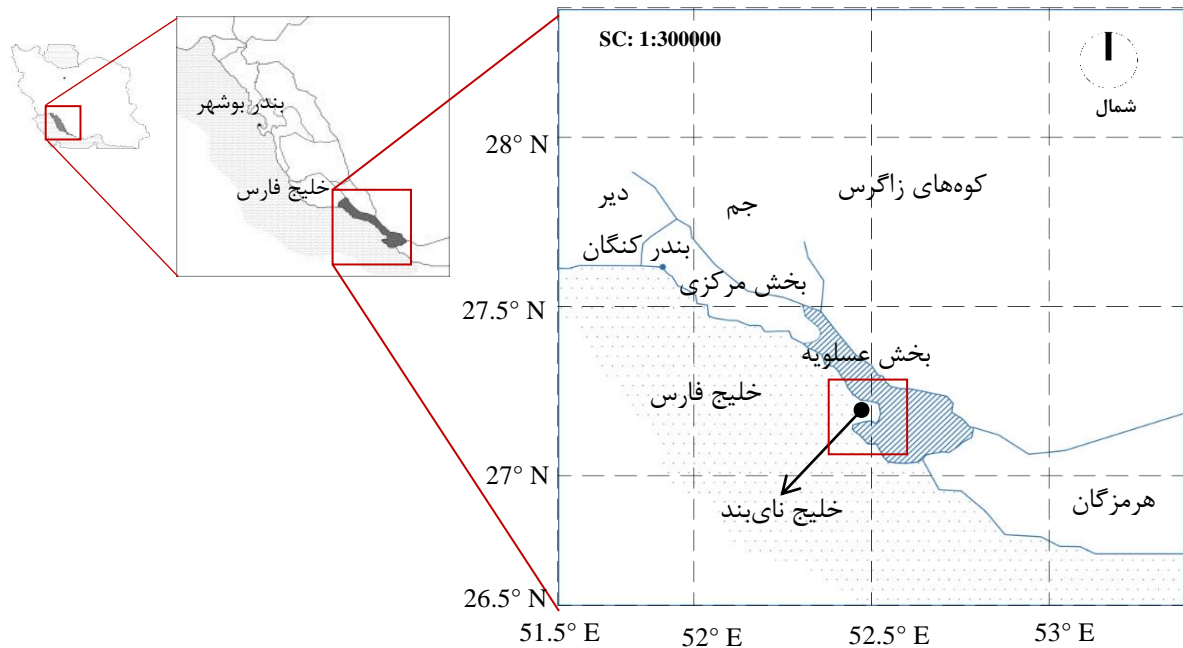 بندر بوشهر
خلیج فارس
SC: 1:300000
شمال
28° N
27.5° N
27° N
26.5° N
کوه‌های زاگرس
دیر
جم
بندر کنگان
بخش مرکزی
بخش عسلویه
خلیج فارس
خلیج نای‌بند
هرمزگان
51.5° E
52° E
52.5° E
53° E